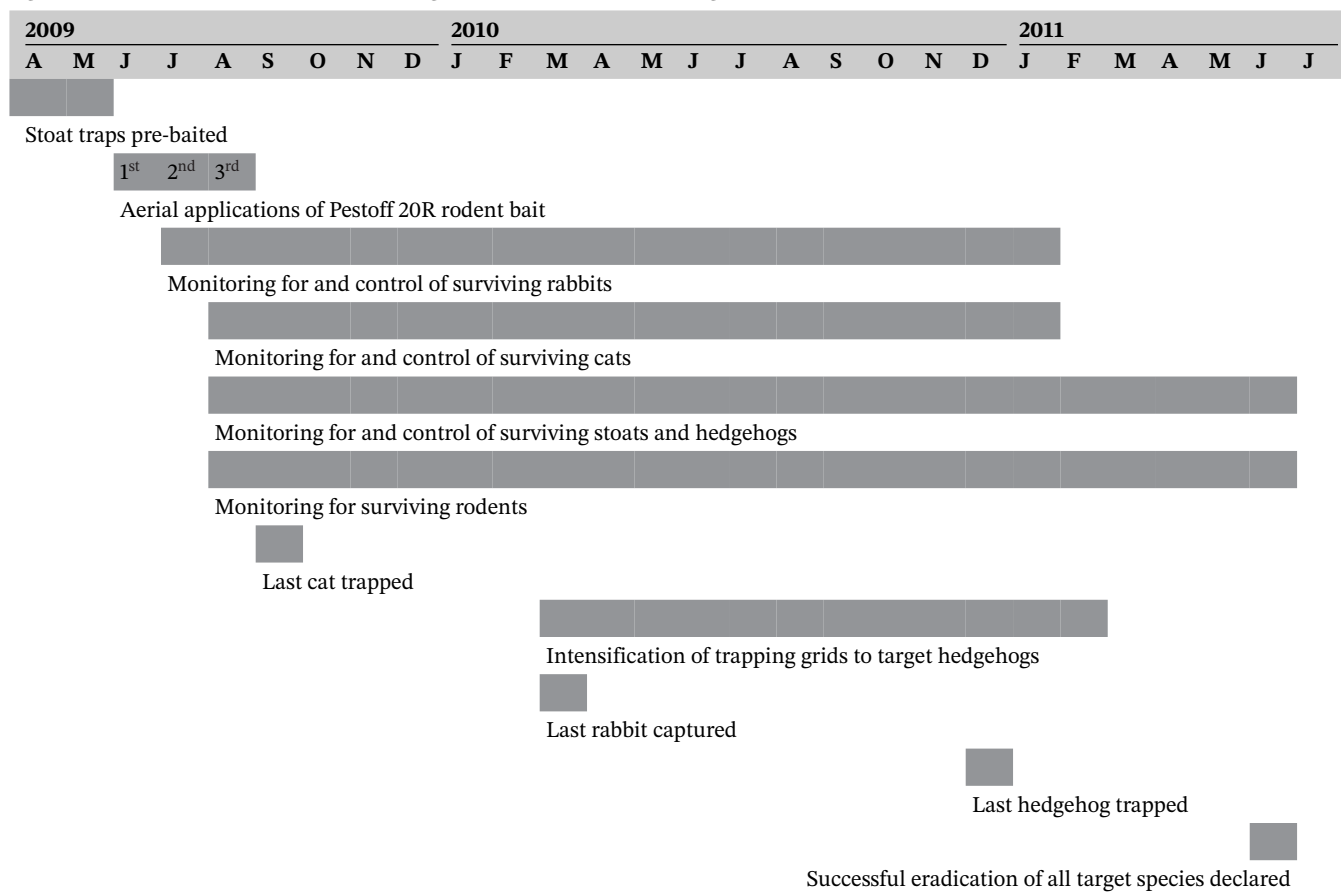 2009 2010 2011
A M J J A S O N D J F M A M J J A S O N D J F M A M J J
Stoat traps pre-baited
1st 2nd 3rd
Aerial applications of Pestoff 20R rodent bait
Monitoring for and control of surviving rabbits
Monitoring for and control of surviving cats
Monitoring for and control of surviving stoats and hedgehogs
Monitoring for surviving rodents
Last cat trapped
Intensification of trapping grids to target hedgehogs
Last rabbit captured
Last hedgehog trapped
Successful eradication of all target species declared